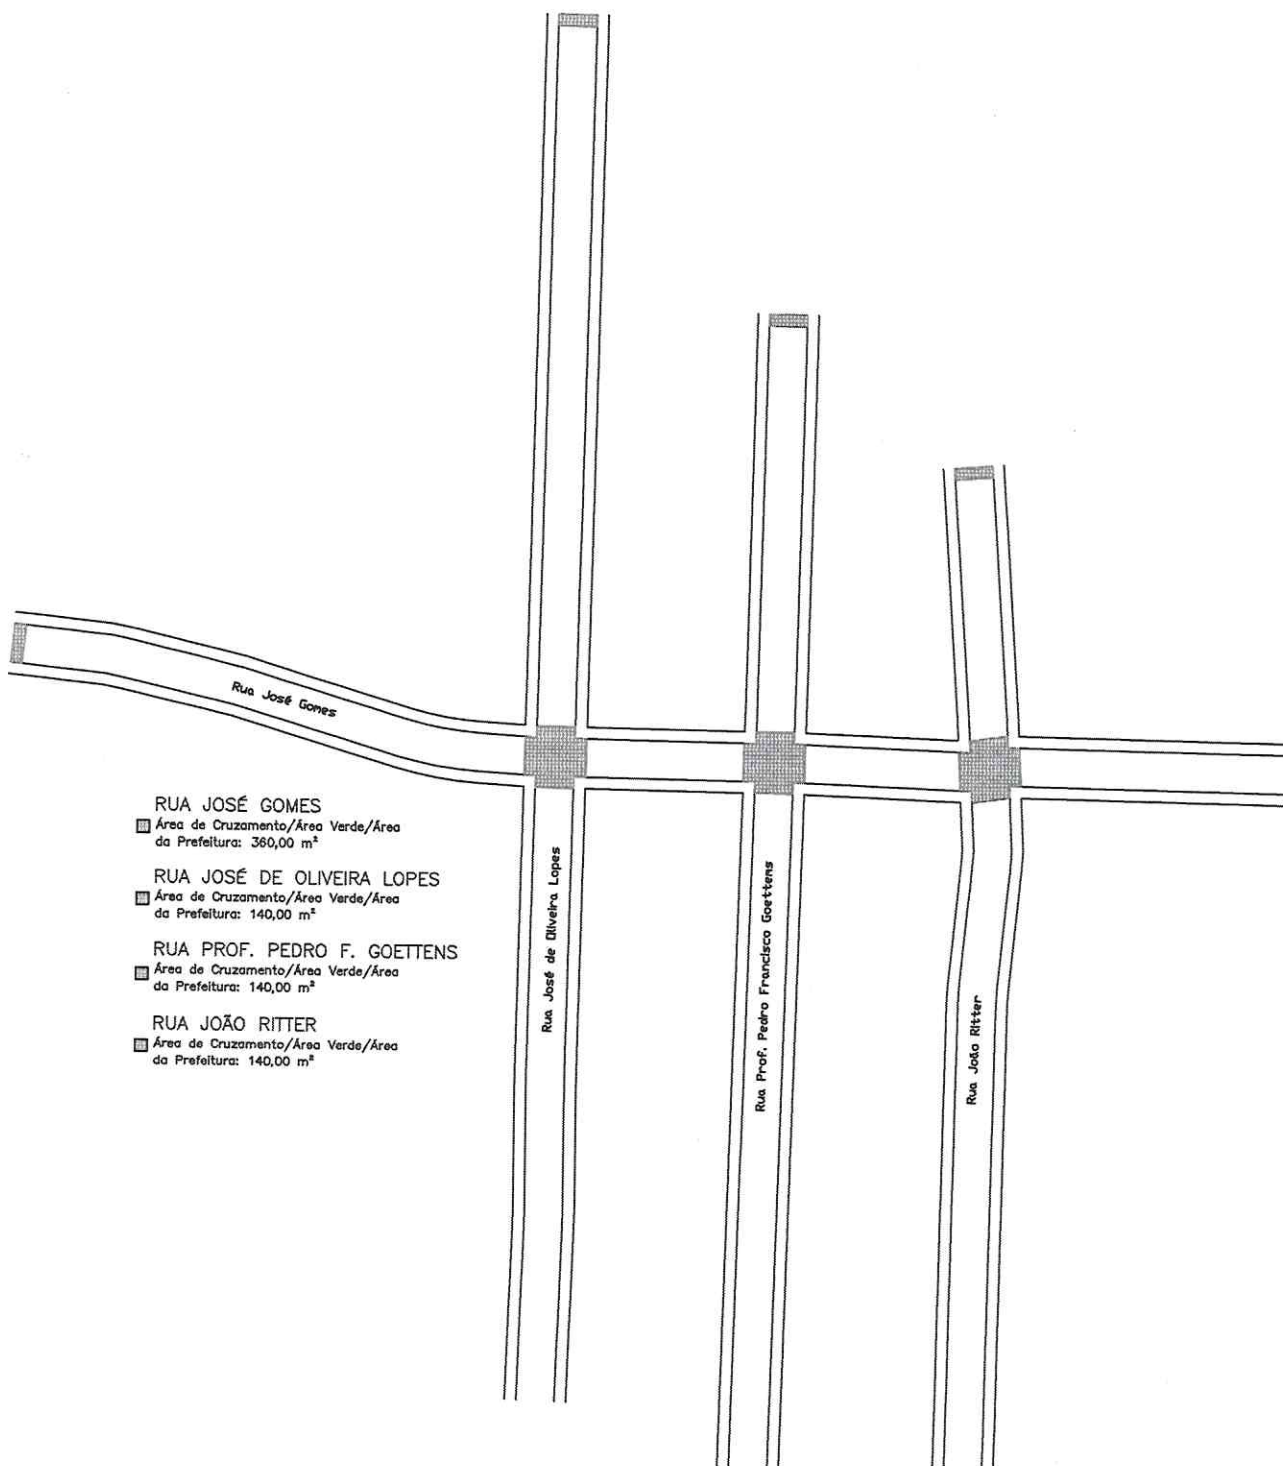 Rua José Gomes
RUA JOSÉ GOMES
Área de Cruzamento/Área Verde/Área
da Prefeitura: 360,00 m²
RUA JOSÉ DE OLIVEIRA LOPES
Área de Cruzamento/Área Verde/Área
da Prefeitura: 140,00 m²
RUA PROF. PEDRO F. GOETTENS
Área de Cruzamento/Área Verde/Área
da Prefeitura: 140,00 m²
RUA JOÃO RITTER
Área de Cruzamento/Área Verde/Área
da Prefeitura: 140,00 m²
Rua José de Oliveira Lopes
Rua Prof. Pedro Francisco Goettens
Rua João Ritter